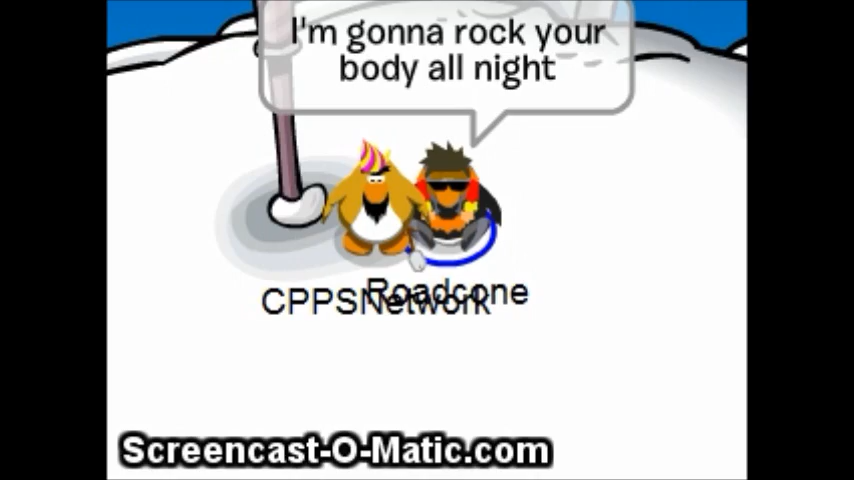 I'm gonna rock your
body all night
Roadcone
CPPSNetwork
Screencast-O-Matic.com